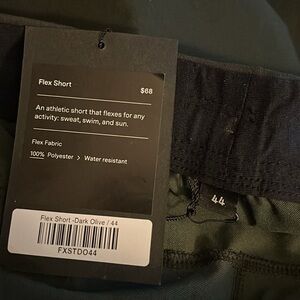 Flex Short $68
An athletic short that flexes for any
activity: sweat, swim, and sun.
Flex Fabric
100% Polyester > Water resistant
Flex Short -Dark Olive / 44
FXSTDO44
44